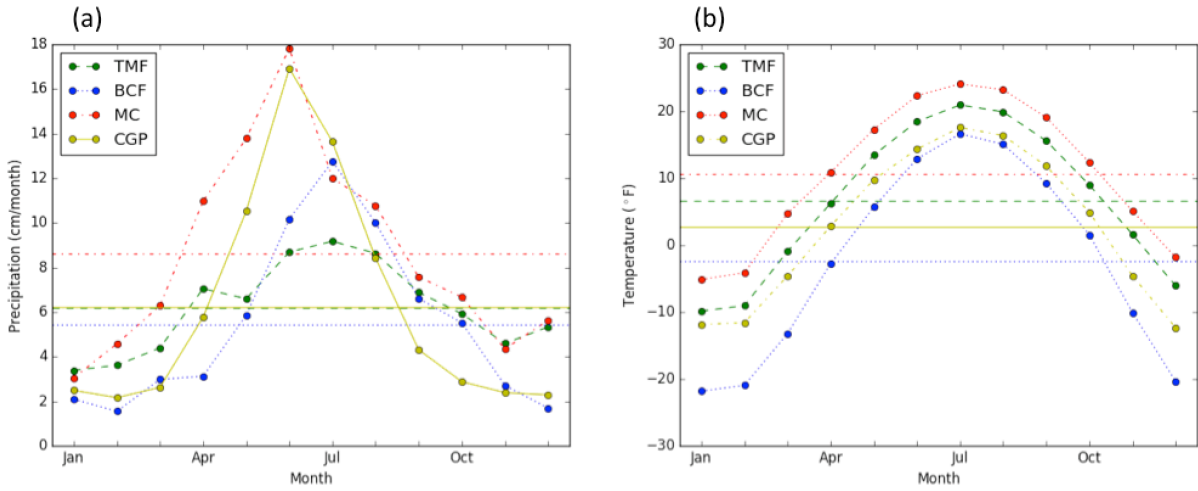 (a)
18
16
14
12
10
8
6
4
2
0
Precipitation (cm/month)
TMF
BCF
MC
CGP
Jan
Apr
Jul
Oct
Month
(b)
30
20
10
0
−10
−20
−30
Temperature (°F)
TMF
BCF
MC
CGP
Jan
Apr
Jul
Oct
Month